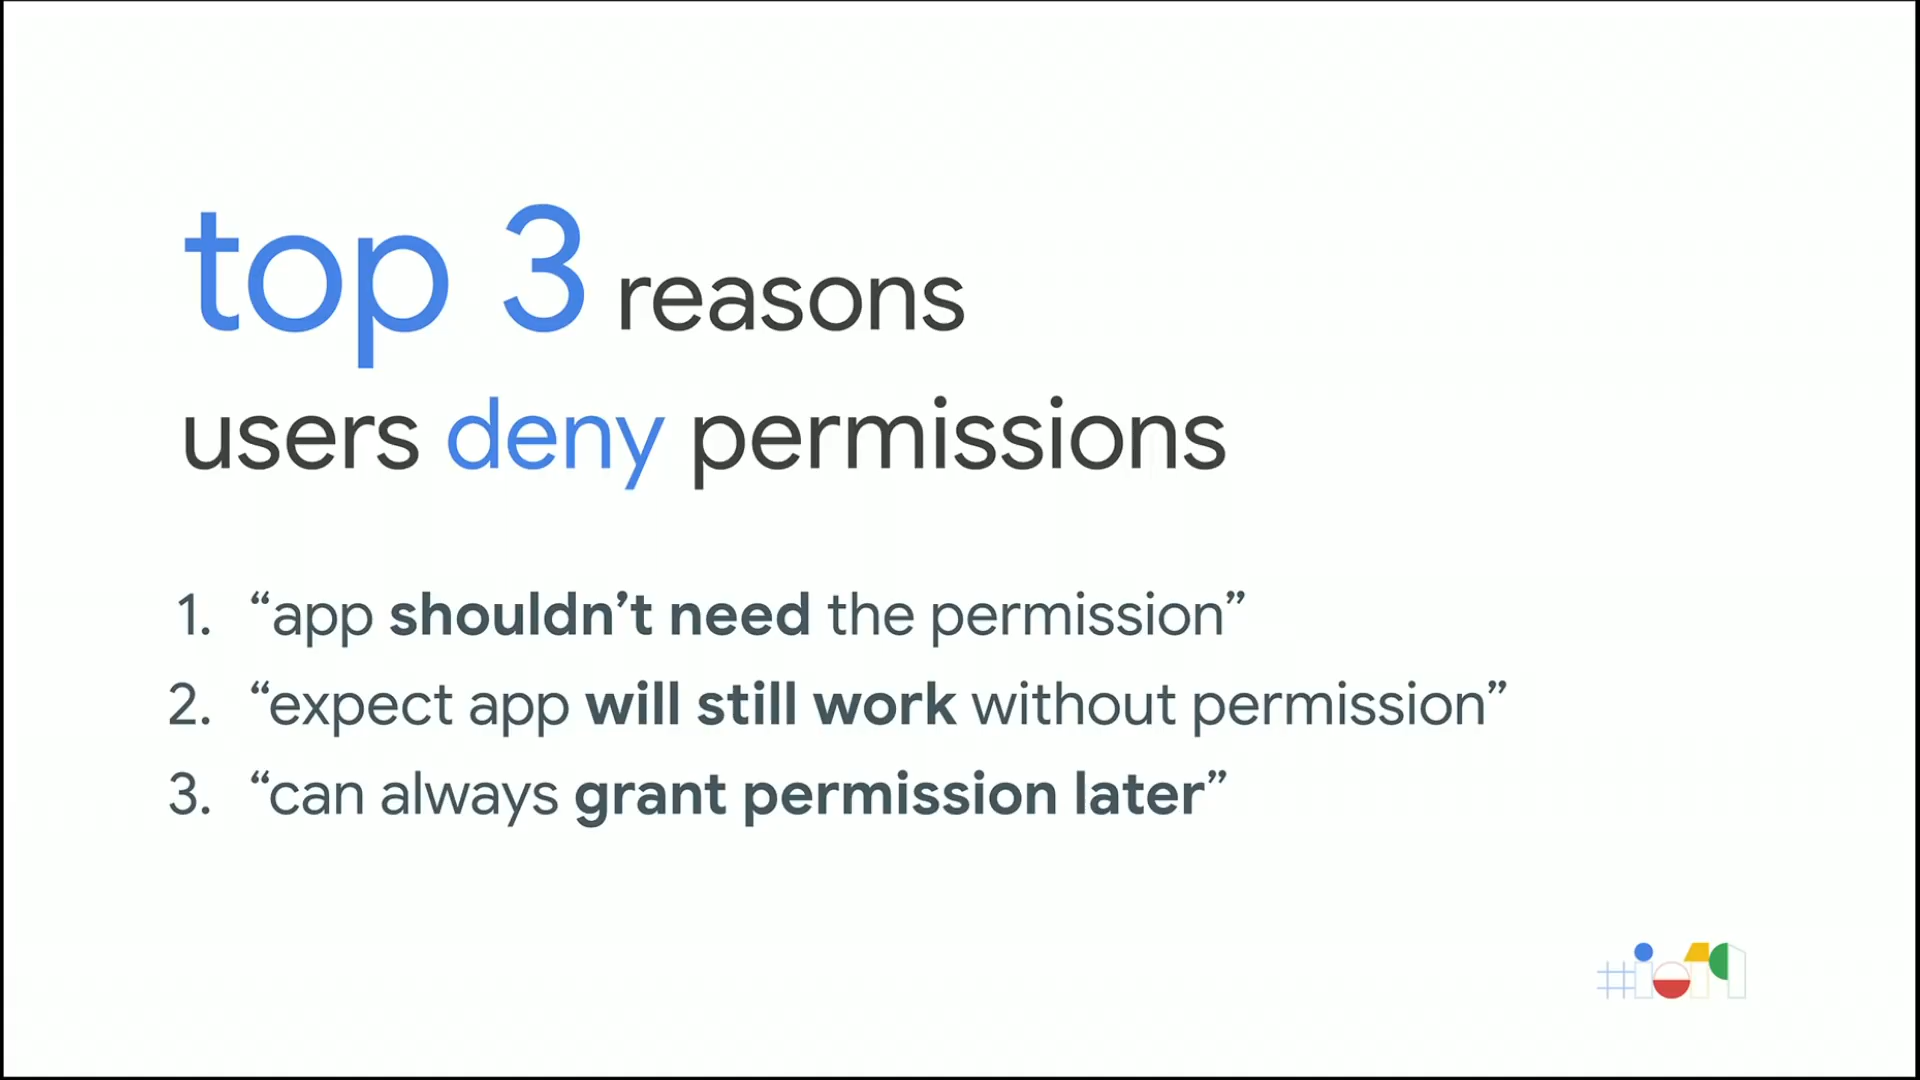 top 3 reasons
users deny permissions
1. “app shouldn’t need the permission”
2. “expect app will still work without permission”
3. “can always grant permission later”
#io19